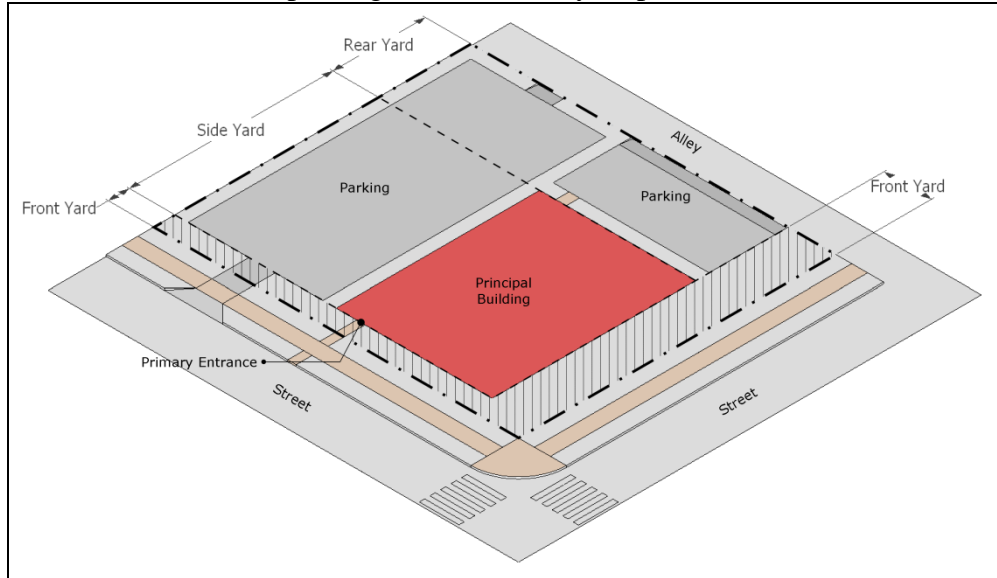 Rear Yard
Side Yard
Front Yard
Alley
Parking
Parking
Front Yard
Principal
Building
Primary Entrance
Street
Street